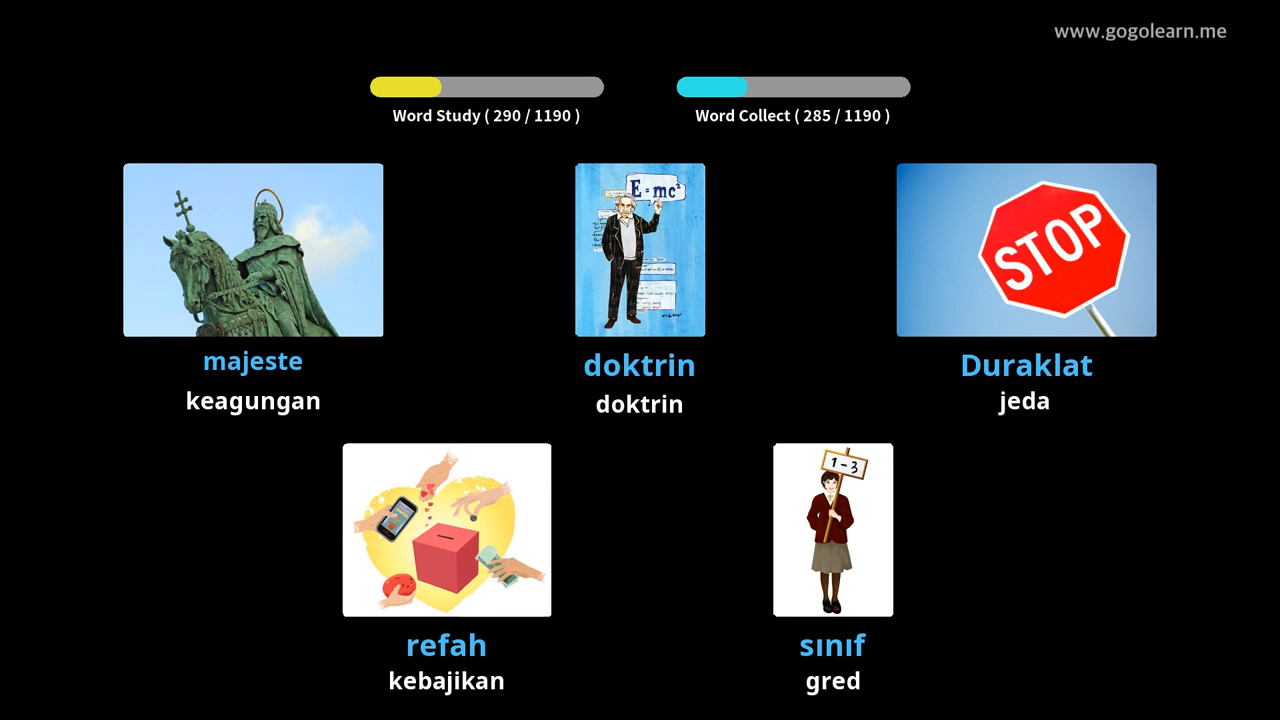 www.gogolearn.me
Word Study ( 290 / 1190 )
Word Collect ( 285 / 1190 )
E = mc²
STOP
majeste
keagungan
doktrin
doktrin
Duraklat
jeda
1 - 3
refah
kebajikan
sınıf
gred